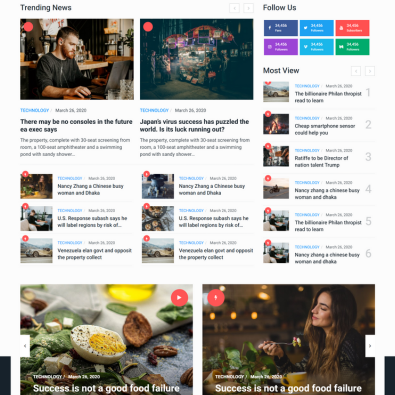 Trending News
TECHNOLOGY / March 26, 2020
There may be no consoles in the future
ea exec says
The property, complete with 30-seat screening from
room, a 100-seat amphitheater and a swimming
pond with sandy shower...
TECHNOLOGY / March 26, 2020
Japan's virus success has puzzled the
world. Is its luck running out?
The property, complete with 30-seat screening from
room, a 100-seat amphitheater and a swimming
pond with sandy shower...
TECHNOLOGY / March 26, 2020
Nancy Zhang a Chinese busy
woman and Dhaka
TECHNOLOGY / March 26, 2020
U.S. Response subash says he
will label regions by risk of...
TECHNOLOGY / March 26, 2020
Venezuela elan govt and opposit
the property collect
TECHNOLOGY / March 26, 2020
Nancy Zhang a Chinese busy
woman and Dhaka
TECHNOLOGY / March 26, 2020
U.S. Response subash says he
will label regions by risk of...
TECHNOLOGY / March 26, 2020
Venezuela elan govt and opposit
the property collect
Follow Us
34,456
Fans
34,456
Followers
34,456
34,456
Followers
34,456
Followers
34,456
Followers
Most View
TECHNOLOGY / March 26, 2020
The billionaire Philan thropist
read to learn
1
TECHNOLOGY / March 26, 2020
Cheap smartphone sensor
could help you
2
TECHNOLOGY / March 26, 2020
Ratiffe to be Director of
nation talent Trump
3
TECHNOLOGY / March 26, 2020
Nancy zhang a chinese busy
woman and dhaka
4
TECHNOLOGY / March 26, 2020
The billionaire Philan thropist
read to learn
5
TECHNOLOGY / March 26, 2020
Nancy zhang a chinese busy
woman and dhaka
6
TECHNOLOGY / March 26, 2020
Success is not a good food failure
TECHNOLOGY / March 26, 2020
Success is not a good food failure